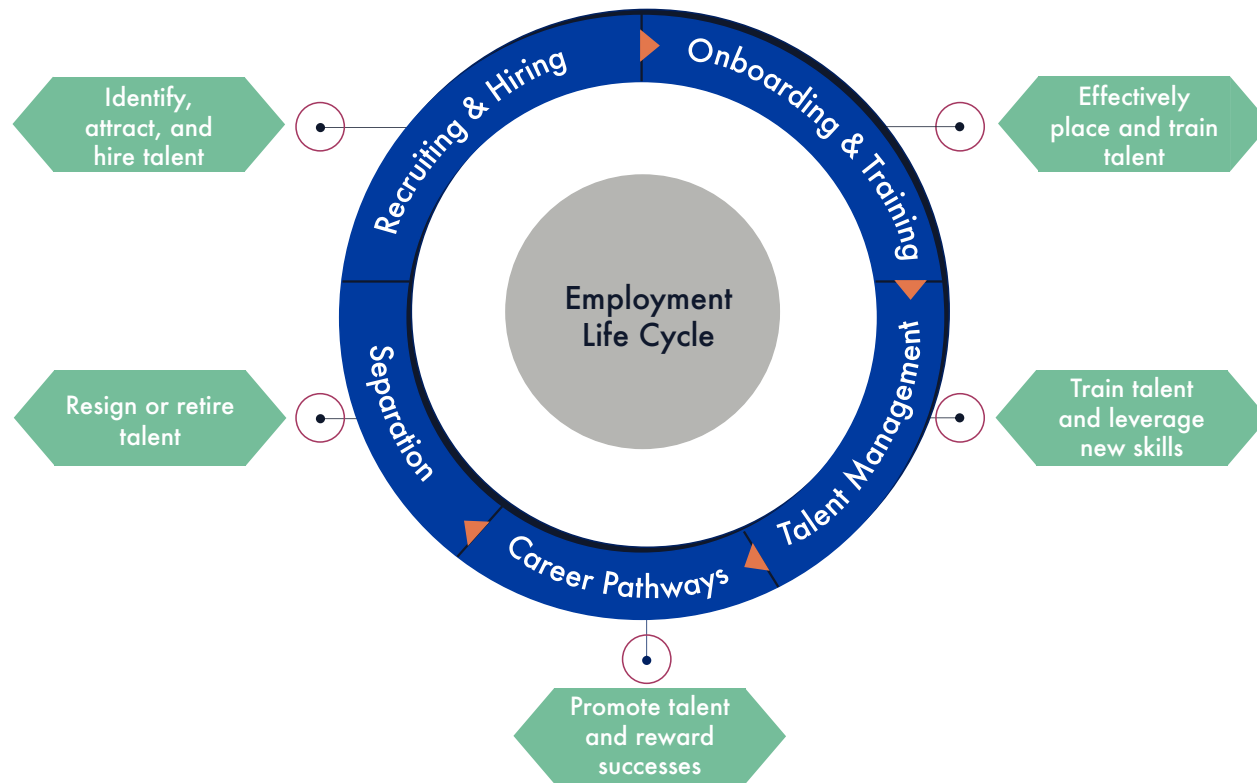 Recruiting & Hiring
Onboarding & Training
Talent Management
Career Pathways
Separation
Employment
Life Cycle
Identify,
attract, and
hire talent
Effectively
place and train
talent
Train talent
and leverage
new skills
Promote talent
and reward
successes
Resign or retire
talent